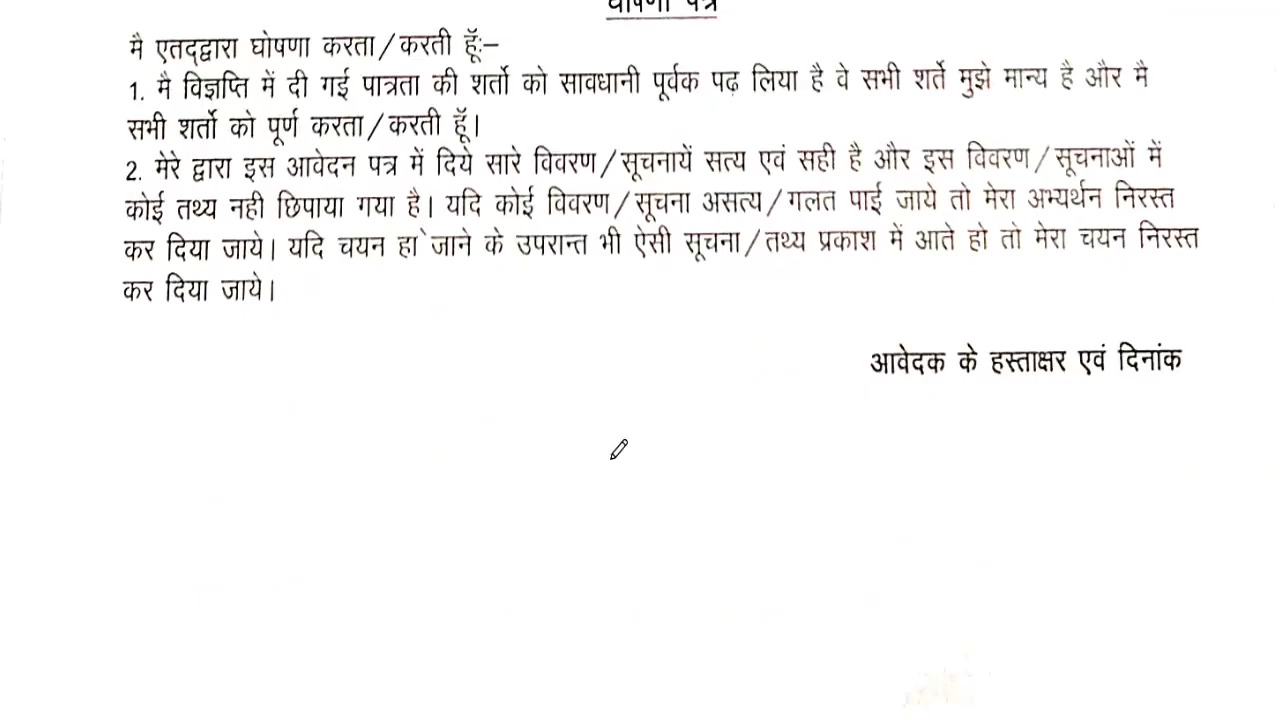 घोषणा पत्र
मै एतद्द्वारा घोषणा करता/करती हूॅं:–
1. मै विज्ञप्ति में दी गई पात्रता की शर्तो को सावधानी पूर्वक पढ़ लिया है वे सभी शर्ते मुझे मान्य है और मै
सभी शर्तो को पूर्ण करता/करती हूॅं।
2. मेरे द्वारा इस आवेदन पत्र में दिये सारे विवरण/सूचनायें सत्य एवं सही है और इस विवरण/सूचनाओं में
कोई तथ्य नही छिपाया गया है। यदि कोई विवरण/सूचना असत्य/गलत पाई जाये तो मेरा अभ्यर्थन निरस्त
कर दिया जाये। यदि चयन हो जाने के उपरान्त भी ऐसी सूचना/तथ्य प्रकाश में आते हो तो मेरा चयन निरस्त
कर दिया जाये।
आवेदक के हस्ताक्षर एवं दिनांक